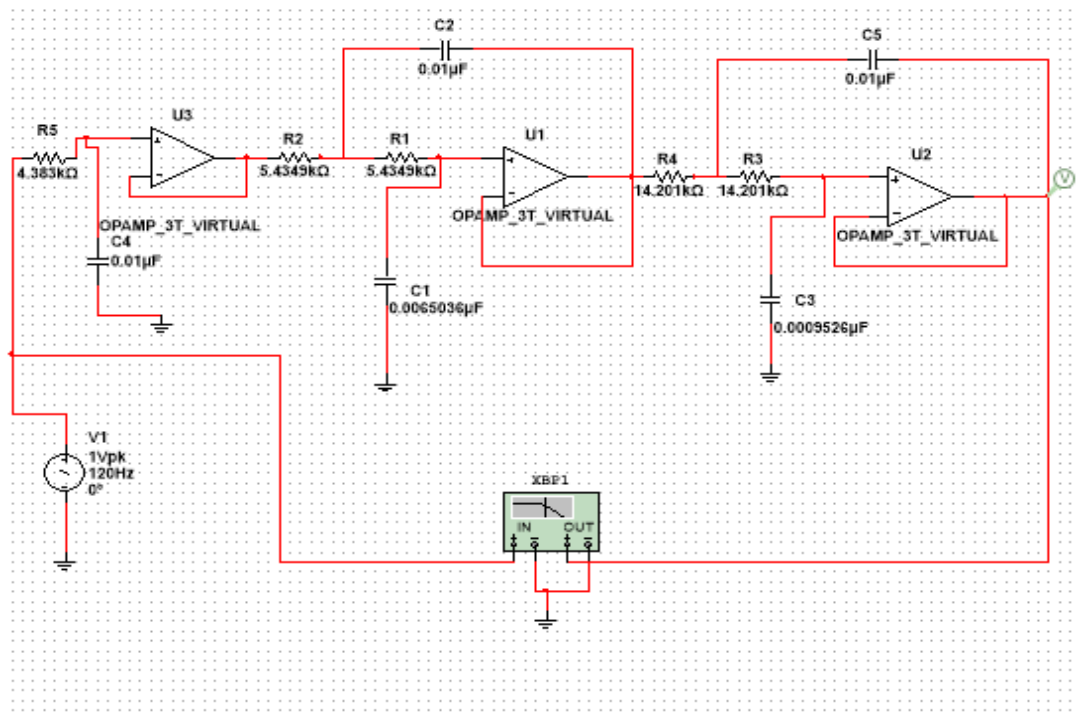 C2
0.01µF
C5
0.01µF
U3
R5
4.383kΩ
R2
5.4349kΩ
R1
5.4349kΩ
U1
R4
14.201kΩ
R3
14.201kΩ
U2
V
OPAMP_3T_VIRTUAL
OPAMP_3T_VIRTUAL
OPAMP_3T_VIRTUAL
C4
0.01µF
C1
0.0065036µF
C3
0.0009526µF
V1
1Vpk
120Hz
0°
XBP1
IN
OUT